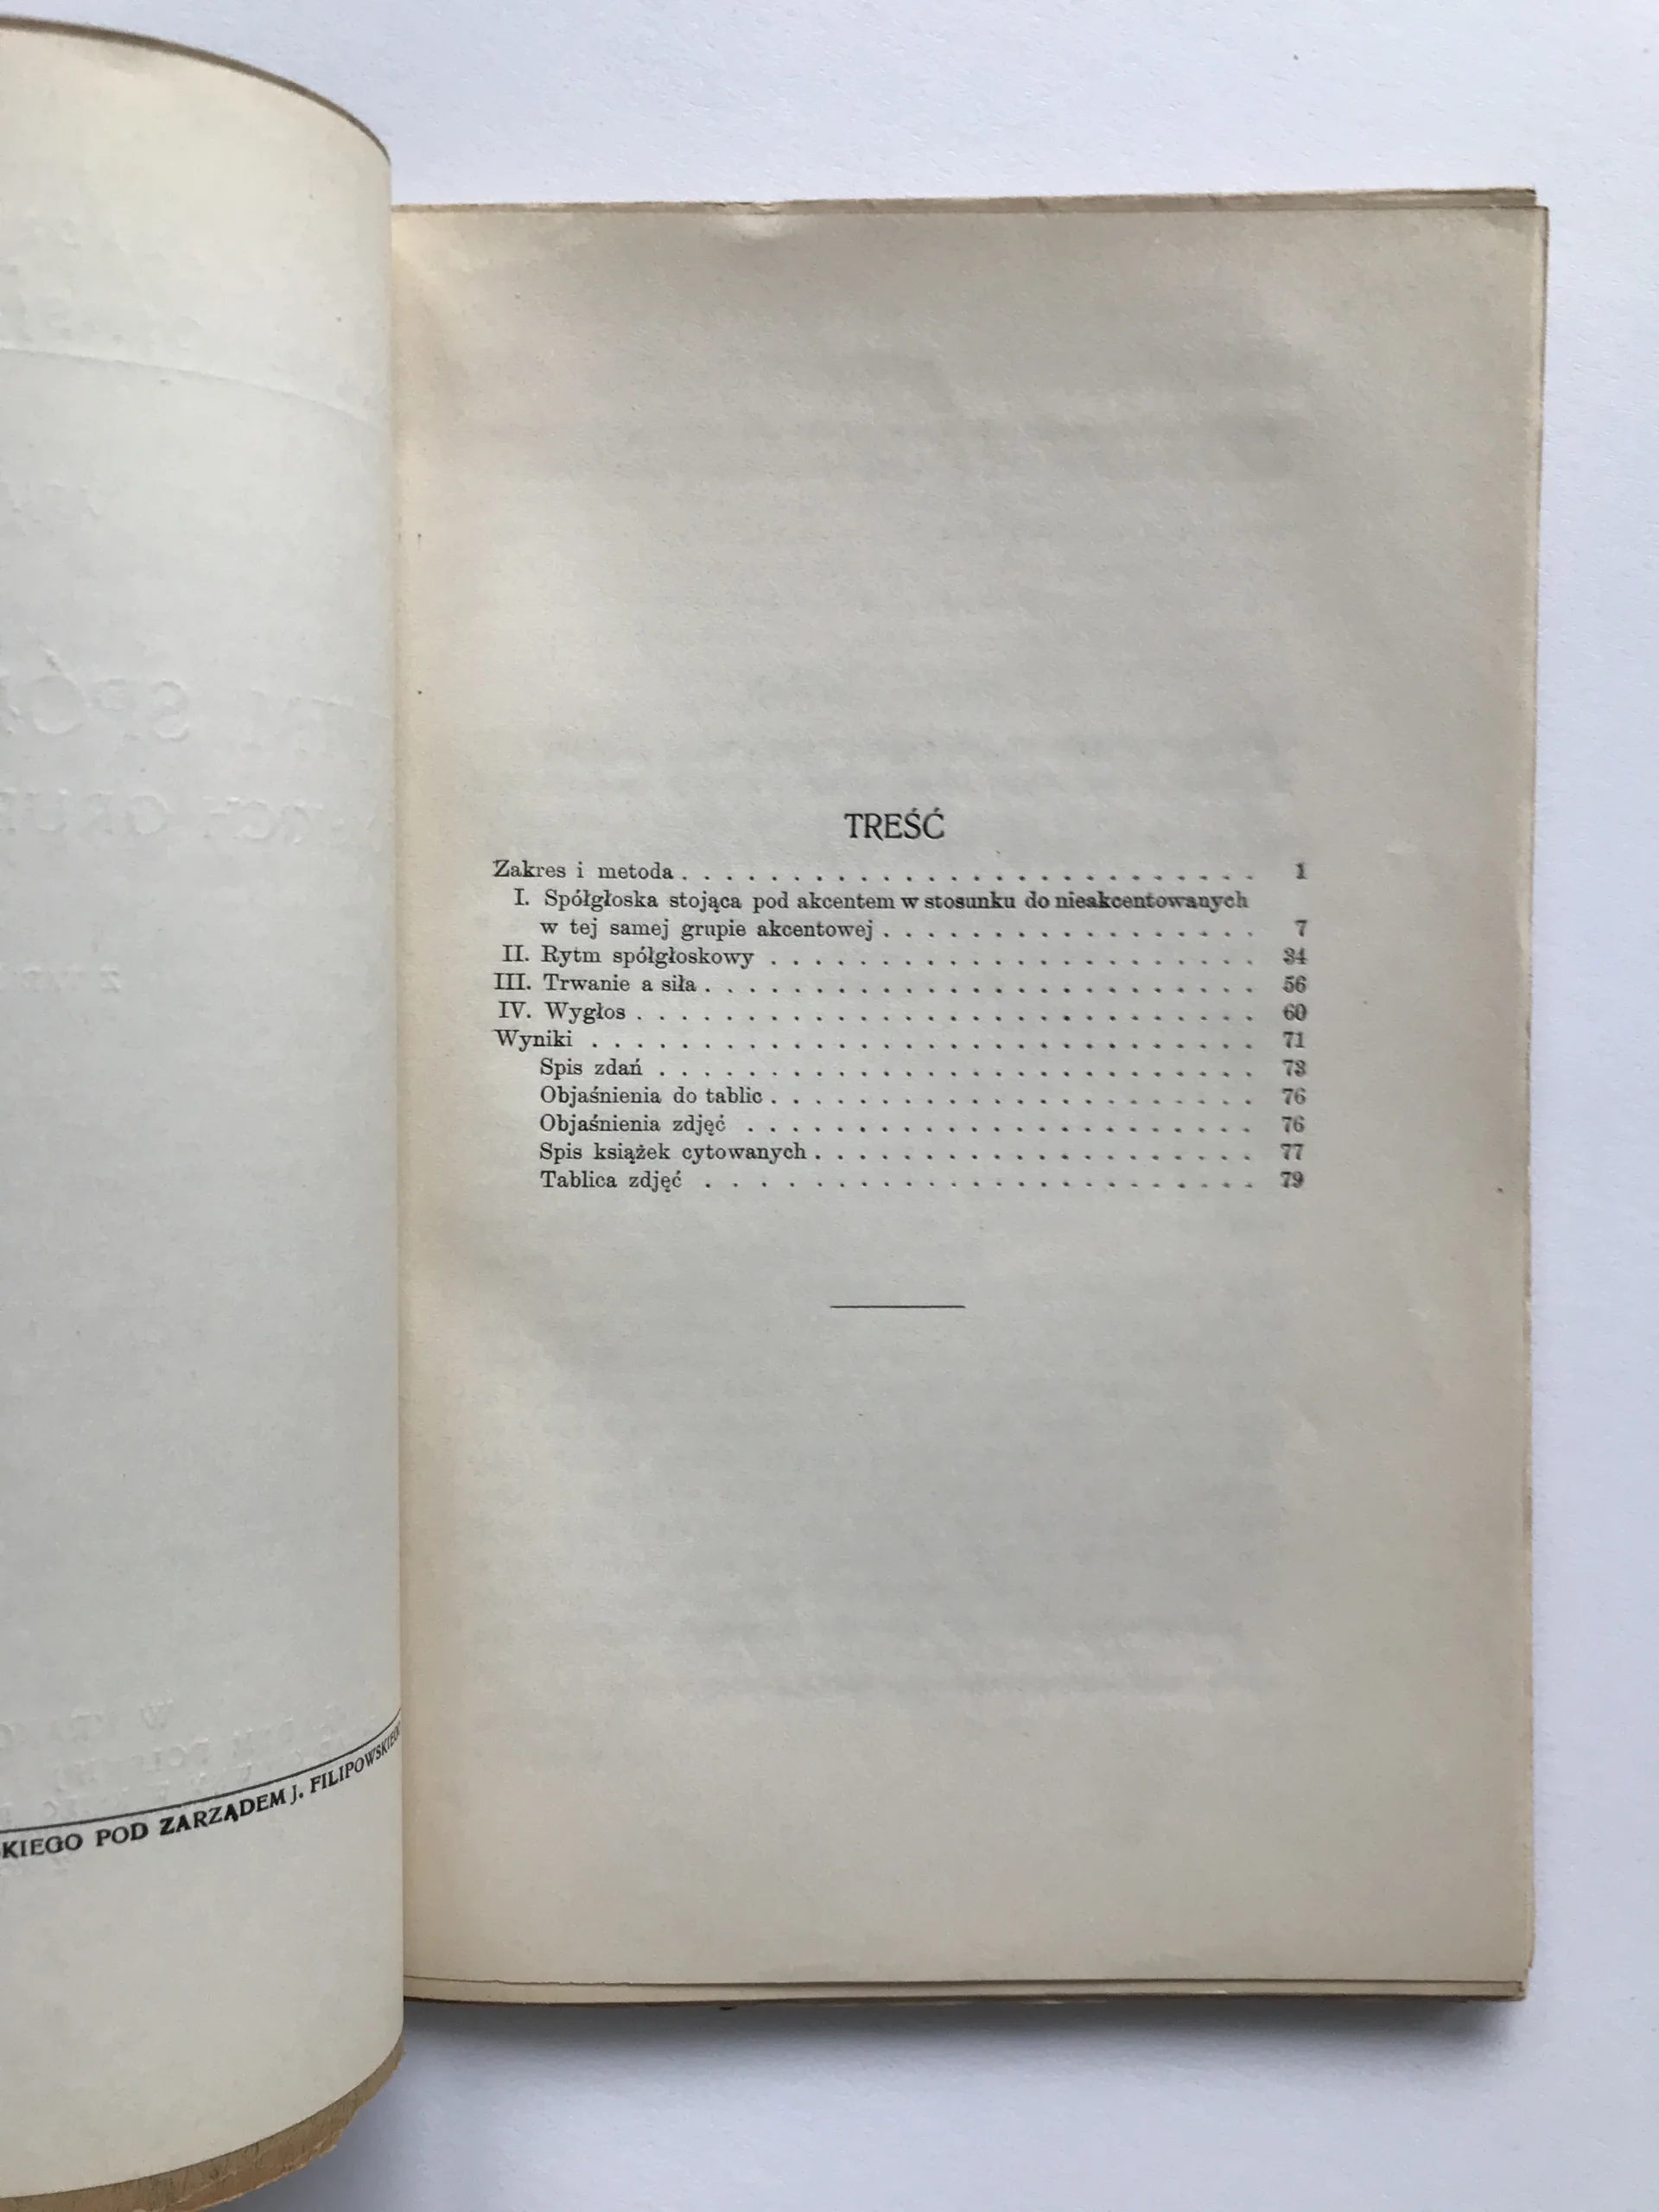 TREŚĆ
Zakres i metoda . . . . . . . . . . . . . . . . . . . . . . . . . . 1
I. Spółgłoska stojąca pod akcentem w stosunku do nieakcentowanych
w tej samej grupie akcentowej . . . . . . . . . . . . . . . . . 7
II. Rytm spółgłoskowy . . . . . . . . . . . . . . . . . . . . . . 34
III. Trwanie a siła . . . . . . . . . . . . . . . . . . . . . . . . . 56
IV. Wygłos . . . . . . . . . . . . . . . . . . . . . . . . . . . . 60
Wyniki . . . . . . . . . . . . . . . . . . . . . . . . . . . . . . 71
Spis zdań . . . . . . . . . . . . . . . . . . . . . . . . . . . 73
Objaśnienia do tablic . . . . . . . . . . . . . . . . . . . . . . 76
Objaśnienia zdjęć . . . . . . . . . . . . . . . . . . . . . . . 76
Spis książek cytowanych . . . . . . . . . . . . . . . . . . . . 77
Tablica zdjęć . . . . . . . . . . . . . . . . . . . . . . . . . 79
KIEGO POD ZARZĄDEM J. FILIPOWSKIEGO